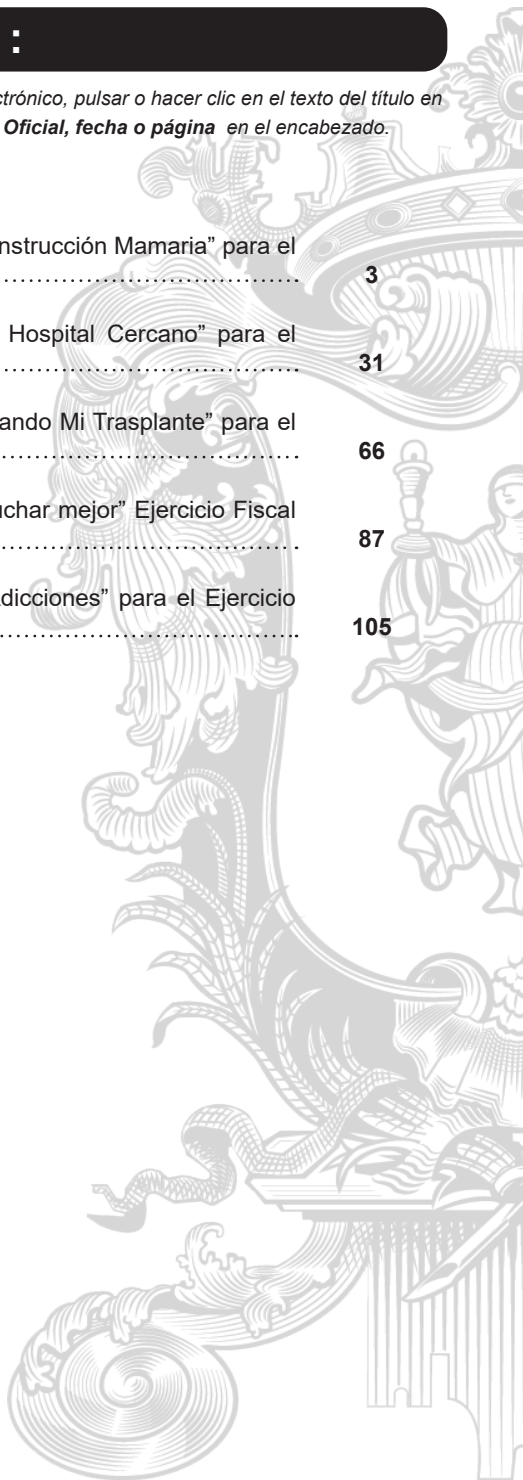 :
ctrónico, pulsar o hacer clic en el texto del título en
Oficial, fecha o página en el encabezado.
nstrucción Mamaria” para el
.......................................... 3
Hospital Cercano” para el
.......................................... 31
ando Mi Trasplante” para el
.......................................... 66
uchar mejor” Ejercicio Fiscal
.......................................... 87
dicciones” para el Ejercicio
.......................................... 105